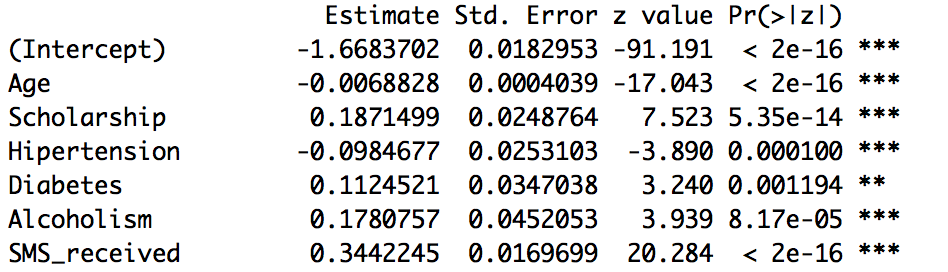 Estimate Std. Error z value Pr(>|z|)
(Intercept) -1.6683702 0.0182953 -91.191 < 2e-16 ***
Age -0.0068828 0.0004039 -17.043 < 2e-16 ***
Scholarship 0.1871499 0.0248764 7.523 5.35e-14 ***
Hipertension -0.0984677 0.0253103 -3.890 0.000100 ***
Diabetes 0.1124521 0.0347038 3.240 0.001194 **
Alcoholism 0.1780757 0.0452053 3.939 8.17e-05 ***
SMS_received 0.3442245 0.0169699 20.284 < 2e-16 ***